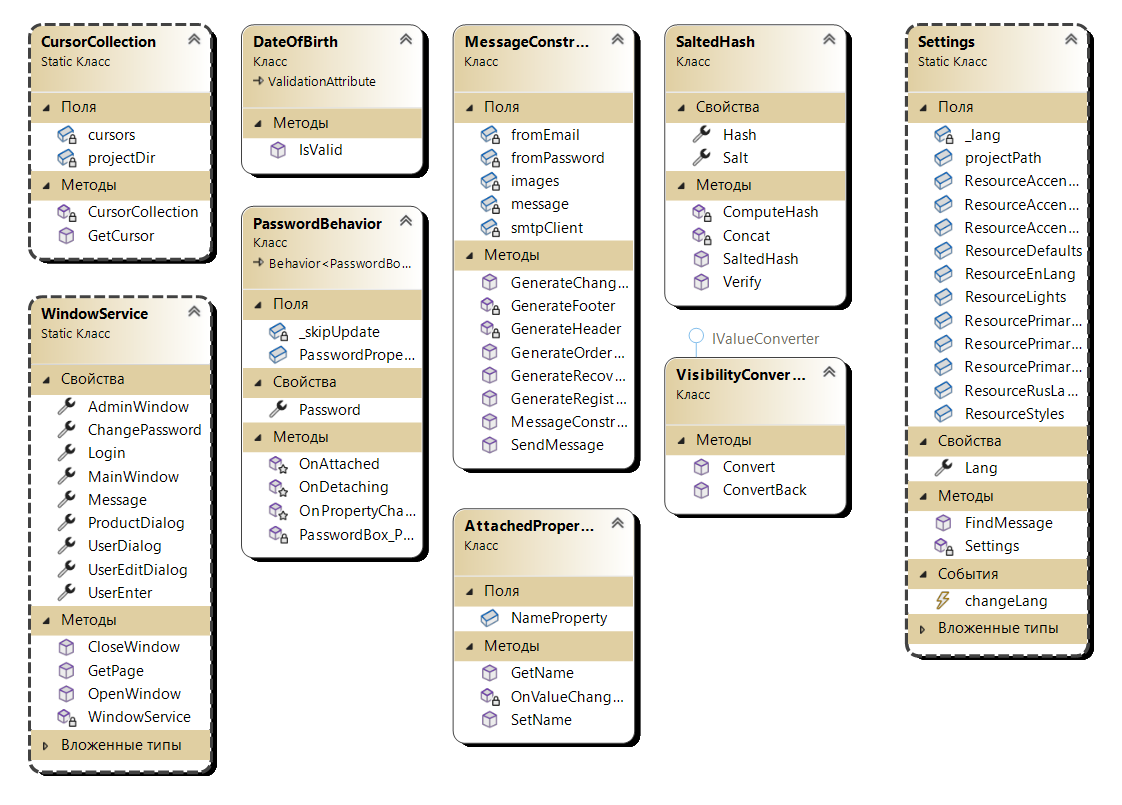 CursorCollection
Static Класс
Поля
cursors
projectDir
Методы
CursorCollection
GetCursor
WindowService
Static Класс
Свойства
AdminWindow
ChangePassword
Login
MainWindow
Message
ProductDialog
UserDialog
UserEditDialog
UserEnter
Методы
CloseWindow
GetPage
OpenWindow
WindowService
Вложенные типы
DateOfBirth
Класс
ValidationAttribute
Методы
IsValid
PasswordBehavior
Класс
Behavior<PasswordBo...
Поля
_skipUpdate
PasswordPrope...
Свойства
Password
Методы
OnAttached
OnDetaching
OnPropertyCha...
PasswordBox_P...
MessageConstr...
Класс
Поля
fromEmail
fromPassword
images
message
smtpClient
Методы
GenerateChang...
GenerateFooter
GenerateHeader
GenerateOrder...
GenerateRecov...
GenerateRegist...
MessageConstr...
SendMessage
AttachedProper...
Класс
Поля
NameProperty
Методы
GetName
OnValueChang...
SetName
SaltedHash
Класс
Свойства
Hash
Salt
Методы
ComputeHash
Concat
SaltedHash
Verify
IValueConverter
VisibilityConver...
Класс
Методы
Convert
ConvertBack
Settings
Static Класс
Поля
_lang
projectPath
ResourceAccen...
ResourceAccen...
ResourceAccen...
ResourceDefaults
ResourceEnLang
ResourceLights
ResourcePrimar...
ResourcePrimar...
ResourcePrimar...
ResourceRusLa...
ResourceStyles
Свойства
Lang
Методы
FindMessage
Settings
События
changeLang
Вложенные типы